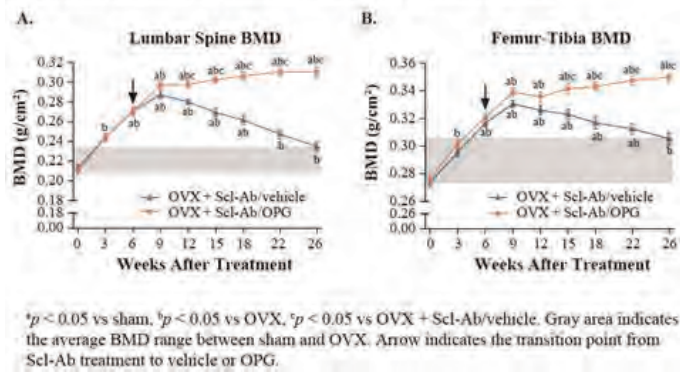 A.
Lumbar Spine BMD
BMD (g/cm²)
0.32
0.30
0.28
0.26
0.24
0.22
0.20
0.18
0.00
b
ab
ab
abc
abc
abc
abc
ab
ab
ab
ab
b
b
OVX + Scl-Ab/vehicle
OVX + Scl-Ab/OPG
0 3 6 9 12 15 18 22 26
Weeks After Treatment
B.
Femur-Tibia BMD
BMD (g/cm²)
0.36
0.34
0.32
0.30
0.28
0.26
0.00
b
ab
ab
abc
abc
abc
abc
ab
ab
ab
ab
ab
b
OVX + Scl-Ab/vehicle
OVX + Scl-Ab/OPG
0 3 6 9 12 15 18 22 26
Weeks After Treatment
ᵃp < 0.05 vs sham, ᵇp < 0.05 vs OVX, ᶜp < 0.05 vs OVX + Scl-Ab/vehicle. Gray area indicates
the average BMD range between sham and OVX. Arrow indicates the transition point from
Scl-Ab treatment to vehicle or OPG.